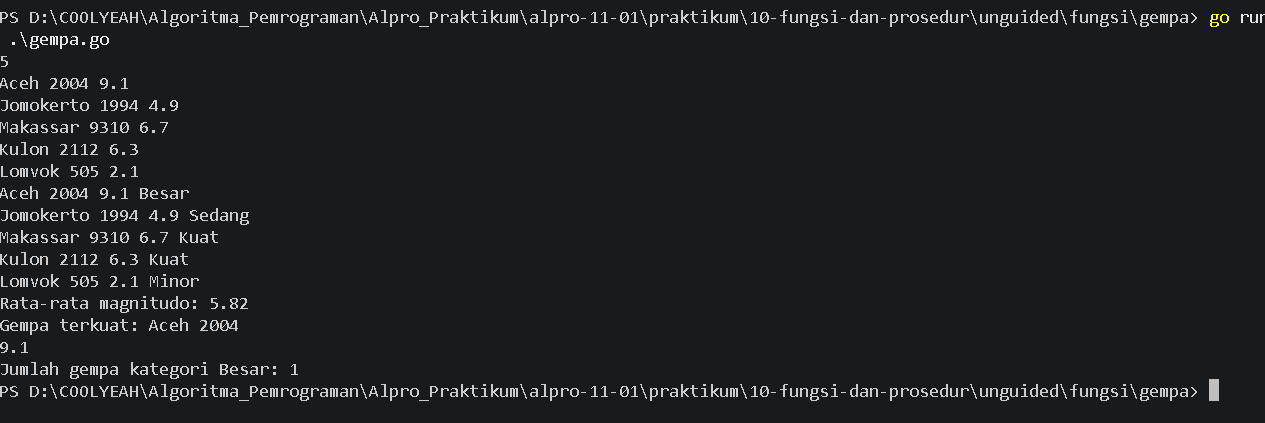 PS D:\COOLYEAH\Algoritma_Pemrograman\Alpro_Praktikum\alpro-11-01\praktikum\10-fungsi-dan-prosedur\unguided\fungsi\gempa> go run
 .\gempa.go
5
Aceh 2004 9.1
Jomokerto 1994 4.9
Makassar 9310 6.7
Kulon 2112 6.3
Lomvok 505 2.1
Aceh 2004 9.1 Besar
Jomokerto 1994 4.9 Sedang
Makassar 9310 6.7 Kuat
Kulon 2112 6.3 Kuat
Lomvok 505 2.1 Minor
Rata-rata magnitudo: 5.82
Gempa terkuat: Aceh 2004
9.1
Jumlah gempa kategori Besar: 1
PS D:\COOLYEAH\Algoritma_Pemrograman\Alpro_Praktikum\alpro-11-01\praktikum\10-fungsi-dan-prosedur\unguided\fungsi\gempa>